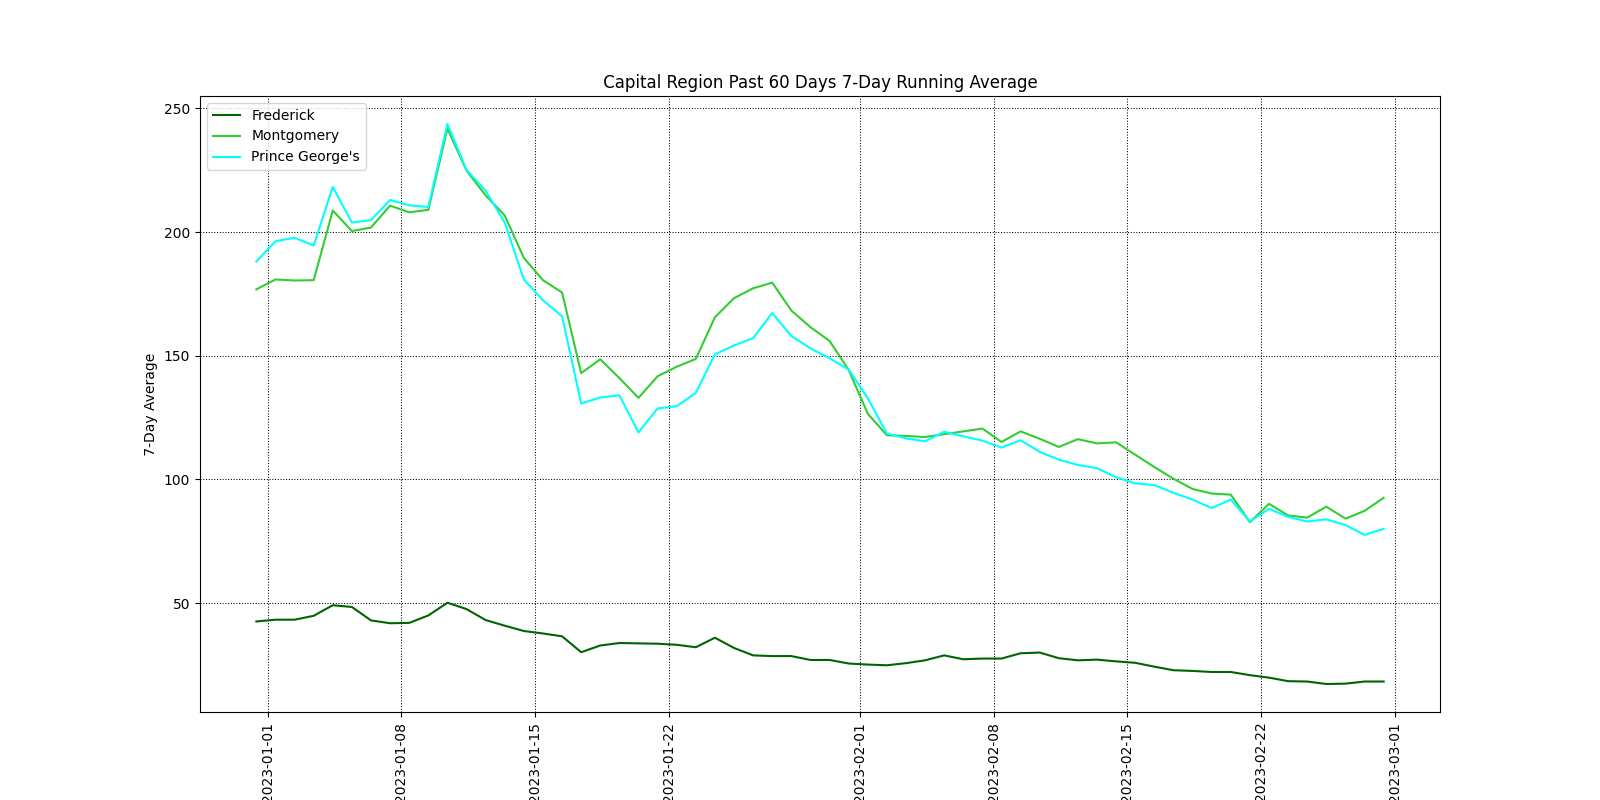 Capital Region Past 60 Days 7-Day Running Average
Frederick
Montgomery
Prince George's
7-Day Average
250
200
150
100
50
2023-01-01
2023-01-08
2023-01-15
2023-01-22
2023-02-01
2023-02-08
2023-02-15
2023-02-22
2023-03-01